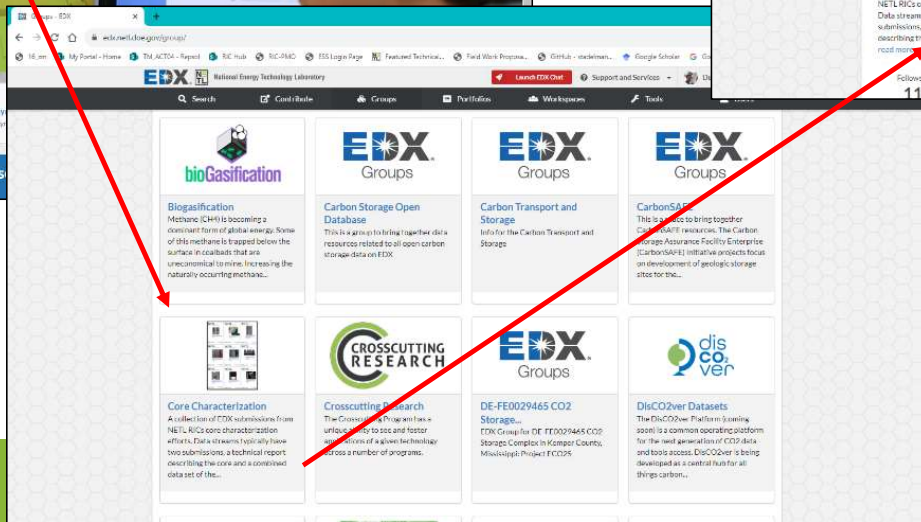 NETL RICs c
Data stream
submissions,
describing th
read more
Follows
11
Groups - EDX
edx.netl.doe.gov/group/
My Portal - Home
RIC Hub
RIC-PMO
ESS Login Page
Featured Technical...
Field Work Proposa...
Google Scholar
EDX. NETL National Energy Technology Laboratory
Launch EDX Chat
Support and Services
Search
Contribute
Groups
Portfolios
Workspaces
Tools
bioGasification
Biogasification
Methane (CH4) is becoming a
dominant form of global energy. Some
of this methane is trapped below the
surface in coalbeds that are
uneconomical to mine. Increasing the
naturally occurring methane...
EDX.
Groups
Carbon Storage Open
Database
This is a group to bring together data
resources related to all open carbon
storage data on EDX
EDX.
Groups
Carbon Transport and
Storage
Info for the Carbon Transport and
Storage
EDX.
Groups
CarbonSAFE
This is a space to bring together
CarbonSAFE resources. The Carbon
Storage Assurance Facility Enterprise
(CarbonSAFE) initiative projects focus
on development of geologic storage
sites for the...
Core Characterization
A collection of EDX submissions from
NETL RICs core characterization
efforts. Data streams typically have
two submissions, a technical report
describing the core and a combined
data set of the...
CROSSCUTTING
RESEARCH
Crosscutting Research
The Crosscutting Program has a
unique ability to see and foster
applications of a given technology
across a number of programs.
EDX.
Groups
DE-FE0029465 CO2
Storage...
EDX Group for DE-FE0029465 CO2
Storage Complex in Kemper County,
Mississippi: Project ECO2S
dis
CO2
ver
DisCO2ver Datasets
The DisCO2ver Platform (coming
soon) is a common operating platform
for the next generation of CO2 data
and tools access. DisCO2ver is being
developed as a central hub for all
things carbon...